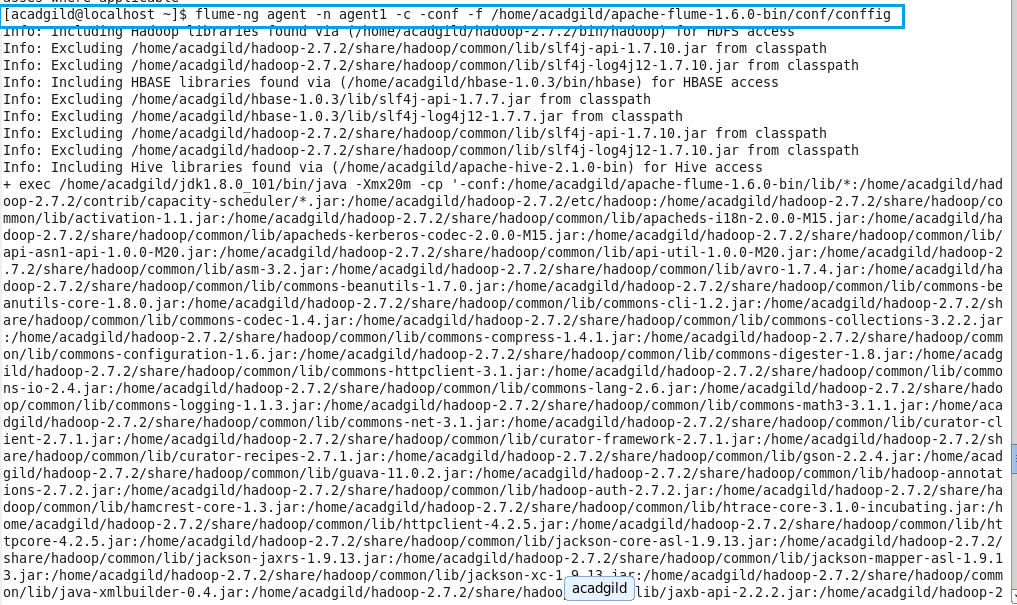 [acadgild@localhost ~]$ flume-ng agent -n agent1 -c -conf -f /home/acadgild/apache-flume-1.6.0-bin/conf/conffig
Info: Including Hadoop libraries found via (/home/acadgild/hadoop-2.7.2/bin/hadoop) for HDFS access
Info: Excluding /home/acadgild/hadoop-2.7.2/share/hadoop/common/lib/slf4j-api-1.7.10.jar from classpath
Info: Excluding /home/acadgild/hadoop-2.7.2/share/hadoop/common/lib/slf4j-log4j12-1.7.10.jar from classpath
Info: Including HBASE libraries found via (/home/acadgild/hbase-1.0.3/bin/hbase) for HBASE access
Info: Excluding /home/acadgild/hbase-1.0.3/lib/slf4j-api-1.7.7.jar from classpath
Info: Excluding /home/acadgild/hbase-1.0.3/lib/slf4j-log4j12-1.7.7.jar from classpath
Info: Excluding /home/acadgild/hadoop-2.7.2/share/hadoop/common/lib/slf4j-api-1.7.10.jar from classpath
Info: Excluding /home/acadgild/hadoop-2.7.2/share/hadoop/common/lib/slf4j-log4j12-1.7.10.jar from classpath
Info: Including Hive libraries found via (/home/acadgild/apache-hive-2.1.0-bin) for Hive access
+ exec /home/acadgild/jdk1.8.0_101/bin/java -Xmx20m -cp '-conf:/home/acadgild/apache-flume-1.6.0-bin/lib/*:/home/acadgild/had
oop-2.7.2/contrib/capacity-scheduler/*.jar:/home/acadgild/hadoop-2.7.2/etc/hadoop:/home/acadgild/hadoop-2.7.2/share/hadoop/co
mmon/lib/activation-1.1.jar:/home/acadgild/hadoop-2.7.2/share/hadoop/common/lib/apacheds-i18n-2.0.0-M15.jar:/home/acadgild/ha
doop-2.7.2/share/hadoop/common/lib/apacheds-kerberos-codec-2.0.0-M15.jar:/home/acadgild/hadoop-2.7.2/share/hadoop/common/lib/
api-asn1-api-1.0.0-M20.jar:/home/acadgild/hadoop-2.7.2/share/hadoop/common/lib/api-util-1.0.0-M20.jar:/home/acadgild/hadoop-2
.7.2/share/hadoop/common/lib/asm-3.2.jar:/home/acadgild/hadoop-2.7.2/share/hadoop/common/lib/avro-1.7.4.jar:/home/acadgild/ha
doop-2.7.2/share/hadoop/common/lib/commons-beanutils-1.7.0.jar:/home/acadgild/hadoop-2.7.2/share/hadoop/common/lib/commons-be
anutils-core-1.8.0.jar:/home/acadgild/hadoop-2.7.2/share/hadoop/common/lib/commons-cli-1.2.jar:/home/acadgild/hadoop-2.7.2/sh
are/hadoop/common/lib/commons-codec-1.4.jar:/home/acadgild/hadoop-2.7.2/share/hadoop/common/lib/commons-collections-3.2.2.jar
:/home/acadgild/hadoop-2.7.2/share/hadoop/common/lib/commons-compress-1.4.1.jar:/home/acadgild/hadoop-2.7.2/share/hadoop/comm
on/lib/commons-configuration-1.6.jar:/home/acadgild/hadoop-2.7.2/share/hadoop/common/lib/commons-digester-1.8.jar:/home/acadg
ild/hadoop-2.7.2/share/hadoop/common/lib/commons-httpclient-3.1.jar:/home/acadgild/hadoop-2.7.2/share/hadoop/common/lib/commo
ns-io-2.4.jar:/home/acadgild/hadoop-2.7.2/share/hadoop/common/lib/commons-lang-2.6.jar:/home/acadgild/hadoop-2.7.2/share/hado
op/common/lib/commons-logging-1.1.3.jar:/home/acadgild/hadoop-2.7.2/share/hadoop/common/lib/commons-math3-3.1.1.jar:/home/aca
dgild/hadoop-2.7.2/share/hadoop/common/lib/commons-net-3.1.jar:/home/acadgild/hadoop-2.7.2/share/hadoop/common/lib/curator-cl
ient-2.7.1.jar:/home/acadgild/hadoop-2.7.2/share/hadoop/common/lib/curator-framework-2.7.1.jar:/home/acadgild/hadoop-2.7.2/sh
are/hadoop/common/lib/curator-recipes-2.7.1.jar:/home/acadgild/hadoop-2.7.2/share/hadoop/common/lib/gson-2.2.4.jar:/home/acad
gild/hadoop-2.7.2/share/hadoop/common/lib/guava-11.0.2.jar:/home/acadgild/hadoop-2.7.2/share/hadoop/common/lib/hadoop-annotat
ions-2.7.2.jar:/home/acadgild/hadoop-2.7.2/share/hadoop/common/lib/hadoop-auth-2.7.2.jar:/home/acadgild/hadoop-2.7.2/share/ha
doop/common/lib/hamcrest-core-1.3.jar:/home/acadgild/hadoop-2.7.2/share/hadoop/common/lib/htrace-core-3.1.0-incubating.jar:/h
ome/acadgild/hadoop-2.7.2/share/hadoop/common/lib/httpclient-4.2.5.jar:/home/acadgild/hadoop-2.7.2/share/hadoop/common/lib/ht
tpcore-4.2.5.jar:/home/acadgild/hadoop-2.7.2/share/hadoop/common/lib/jackson-core-asl-1.9.13.jar:/home/acadgild/hadoop-2.7.2/
share/hadoop/common/lib/jackson-jaxrs-1.9.13.jar:/home/acadgild/hadoop-2.7.2/share/hadoop/common/lib/jackson-mapper-asl-1.9.1
3.jar:/home/acadgild/hadoop-2.7.2/share/hadoop/common/lib/jackson-xc-1.9.13.jar:/home/acadgild/hadoop-2.7.2/share/hadoop/comm
on/lib/java-xmlbuilder-0.4.jar:/home/acadgild/hadoop-2.7.2/share/hadoo lib/jaxb-api-2.2.2.jar:/home/acadgild/hadoop-2
acadgild